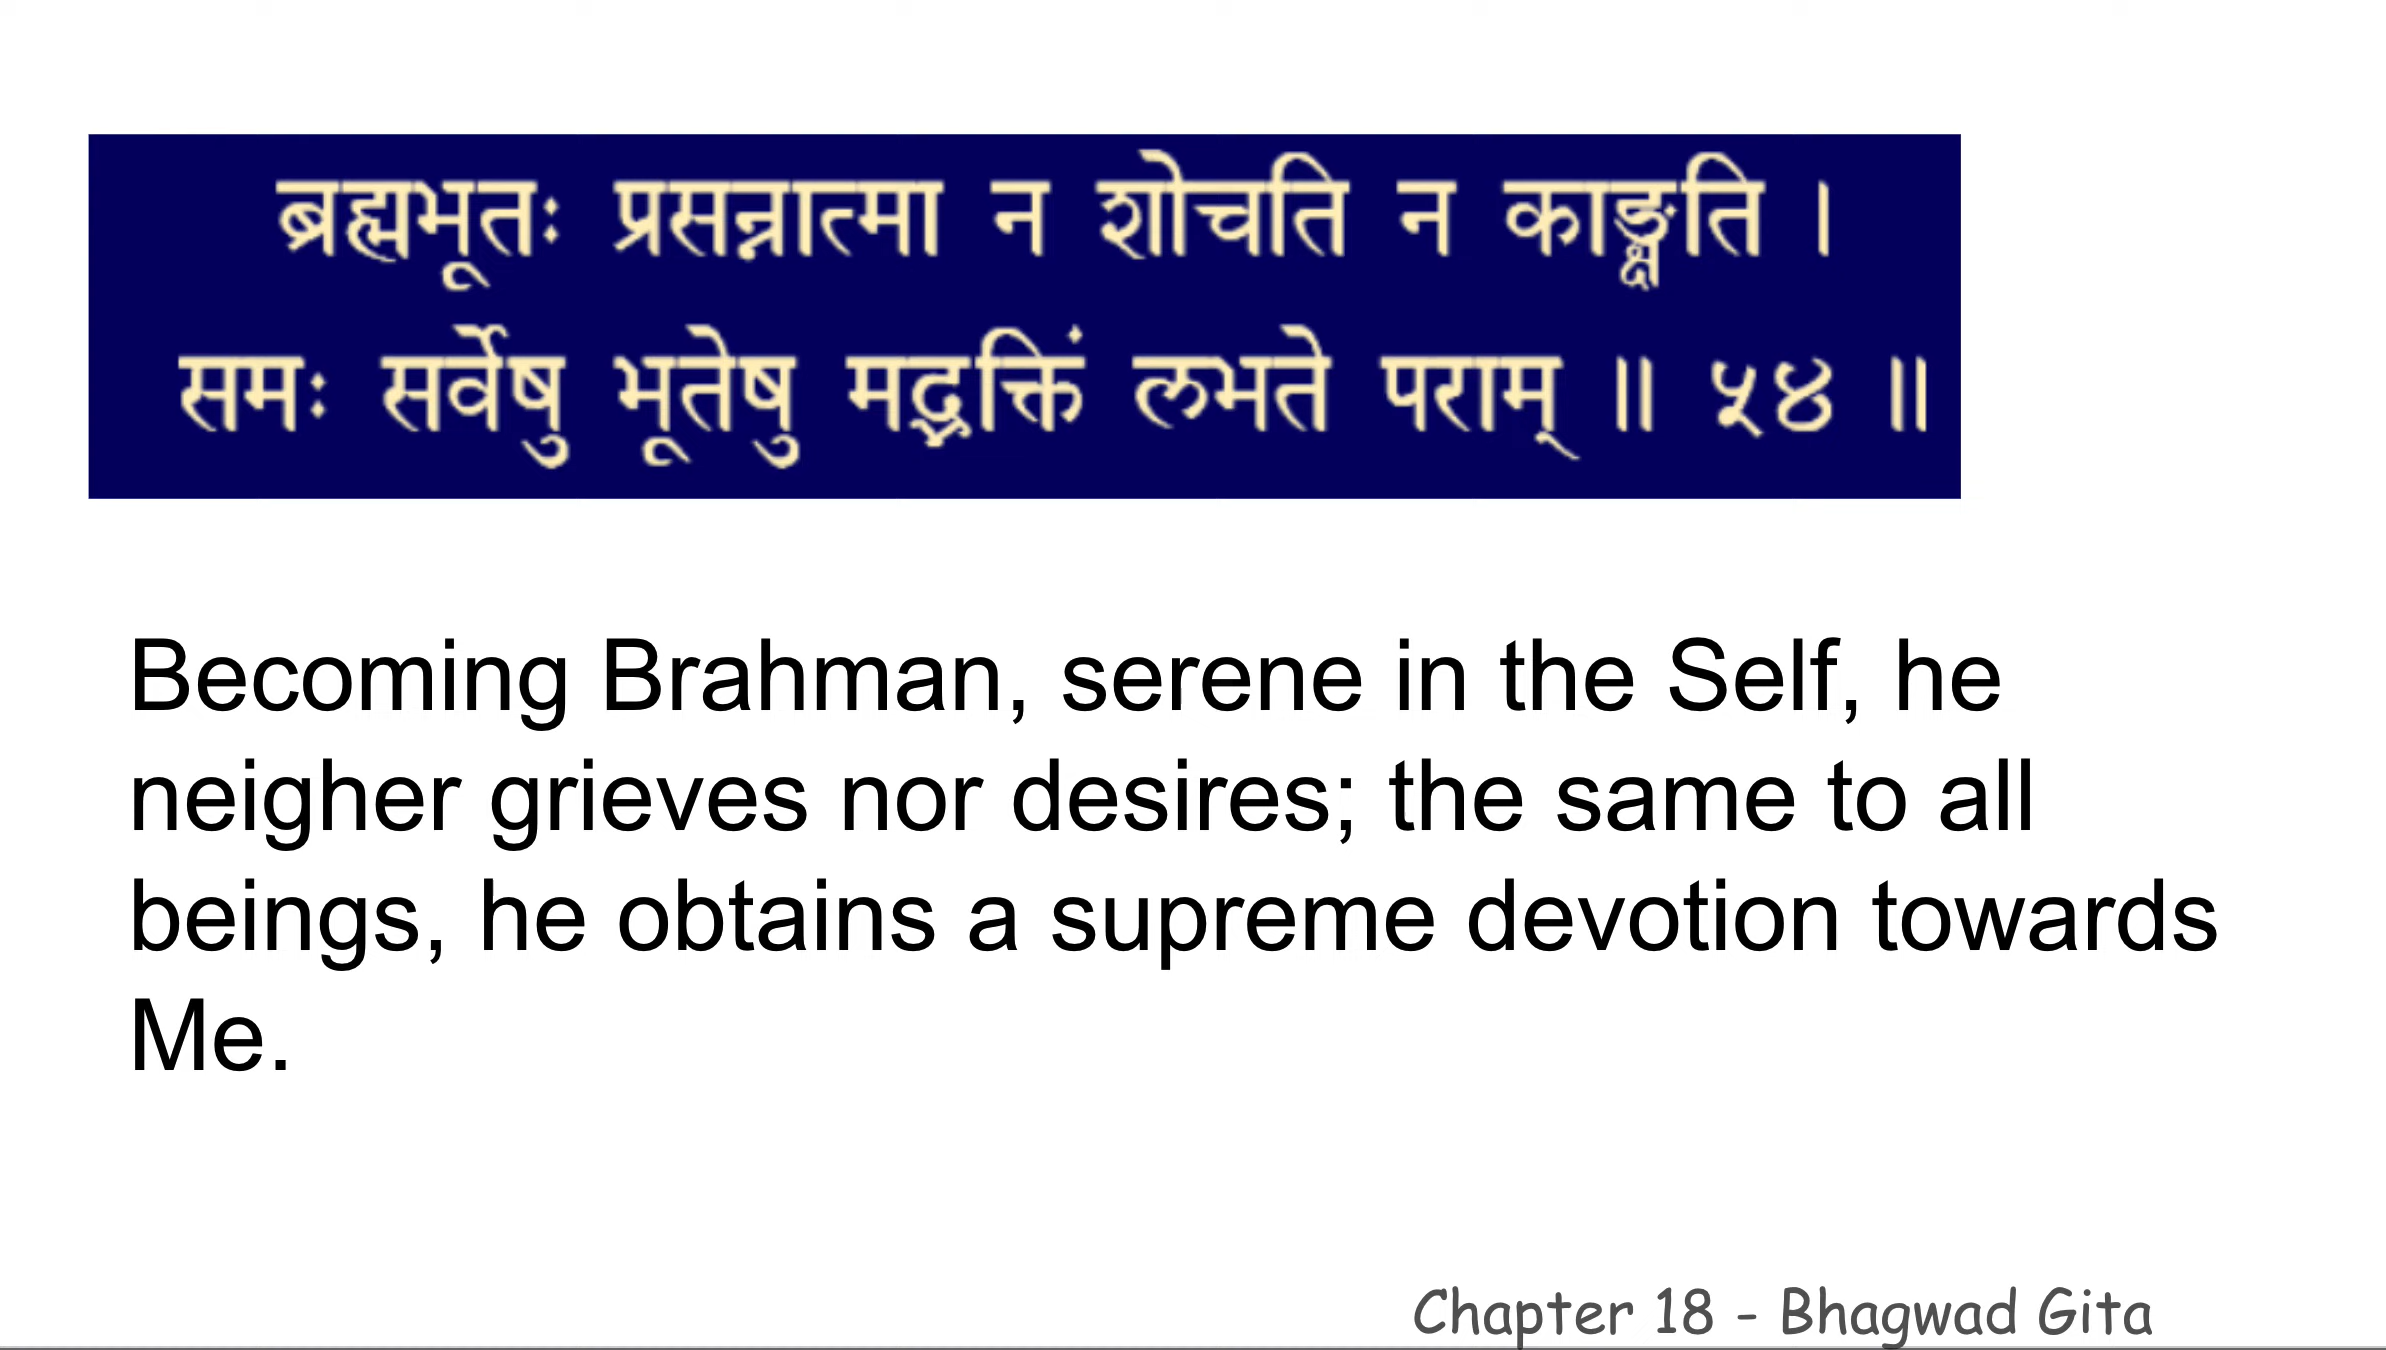 ब्रह्मभूतः प्रसन्नात्मा न शोचति न काङ्क्षति ।
समः सर्वेषु भूतेषु मद्भक्तिं लभते पराम् ॥ ५४ ॥
Becoming Brahman, serene in the Self, he
neigher grieves nor desires; the same to all
beings, he obtains a supreme devotion towards
Me.
Chapter 18 - Bhagwad Gita